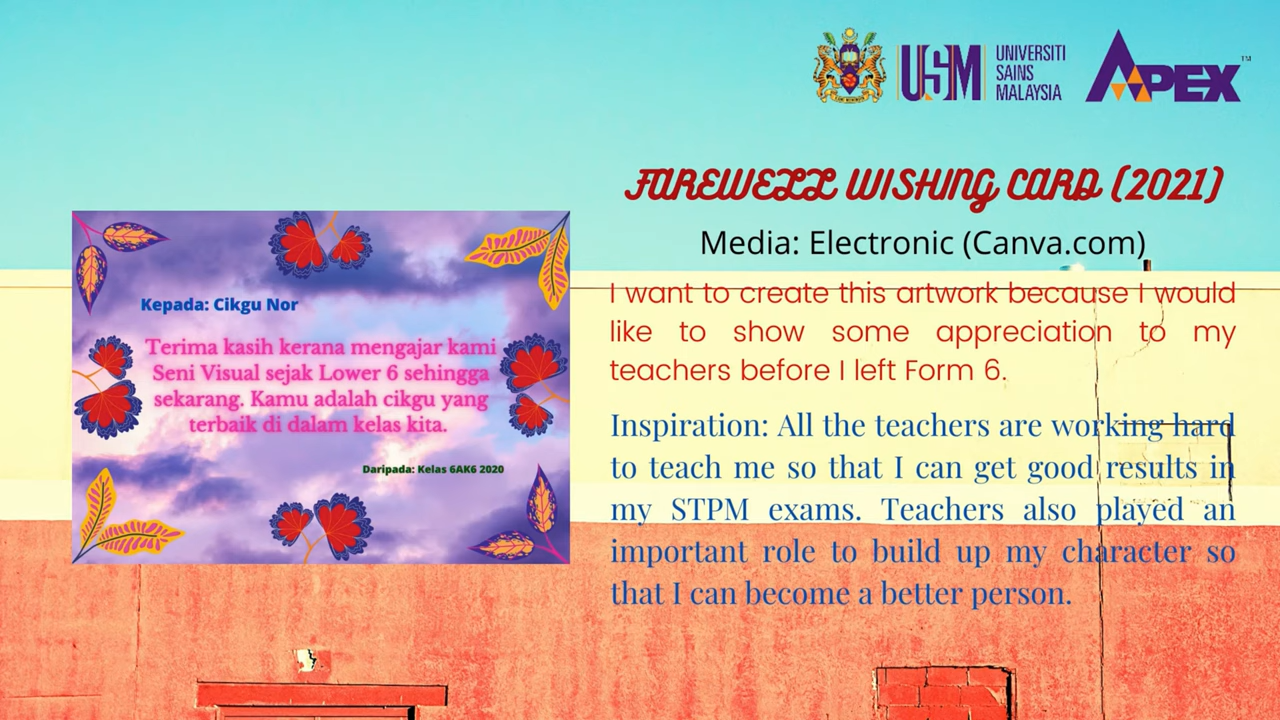 USM
UNIVERSITI
SAINS
MALAYSIA
APEX™
FAREWELL WISHING CARD (2021)
Media: Electronic (Canva.com)
I want to create this artwork because I would
like to show some appreciation to my
teachers before I left Form 6.
Inspiration: All the teachers are working hard
to teach me so that I can get good results in
my STPM exams. Teachers also played an
important role to build up my character so
that I can become a better person.
Kepada: Cikgu Nor
Terima kasih kerana mengajar kami
Seni Visual sejak Lower 6 sehingga
sekarang. Kamu adalah cikgu yang
terbaik di dalam kelas kita.
Daripada: Kelas 6AK6 2020